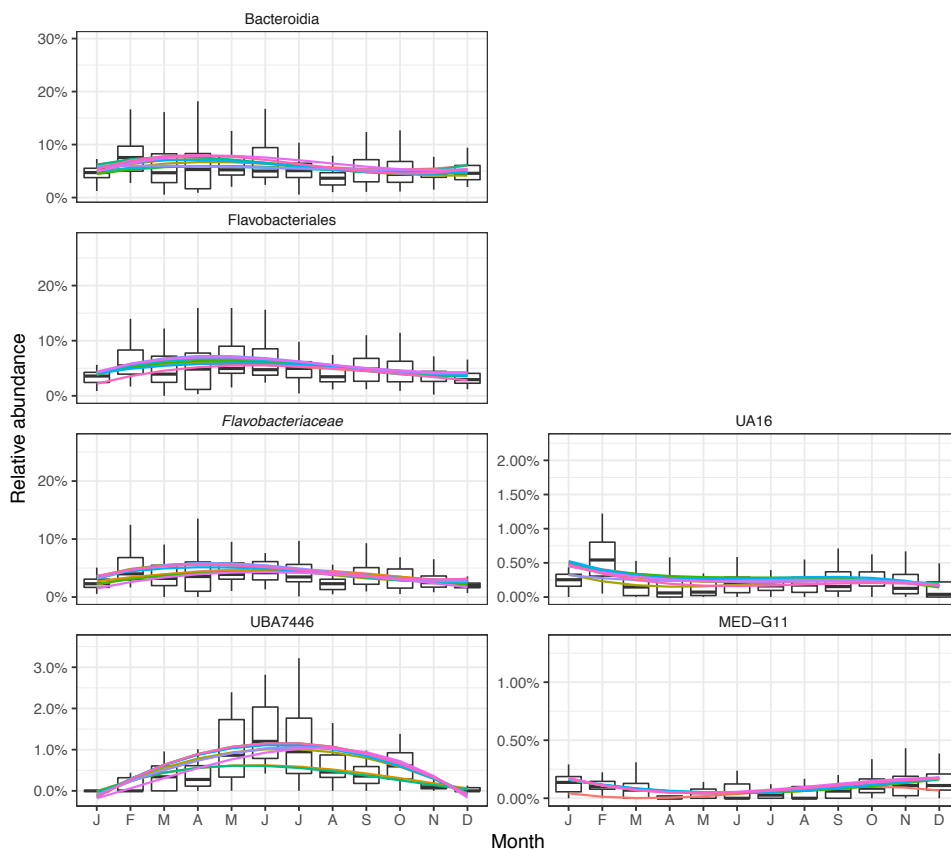 Bacteroidia
30%
20%
10%
0%
Flavobacteriales
20%
10%
0%
Relative abundance
Flavobacteriaceae
20%
10%
0%
UA16
2.00%
1.50%
1.00%
0.50%
0.00%
UBA7446
3.0%
2.0%
1.0%
0.0%
J F M A M J J A S O N D
MED−G11
1.00%
0.50%
0.00%
J F M A M J J A S O N D
Month